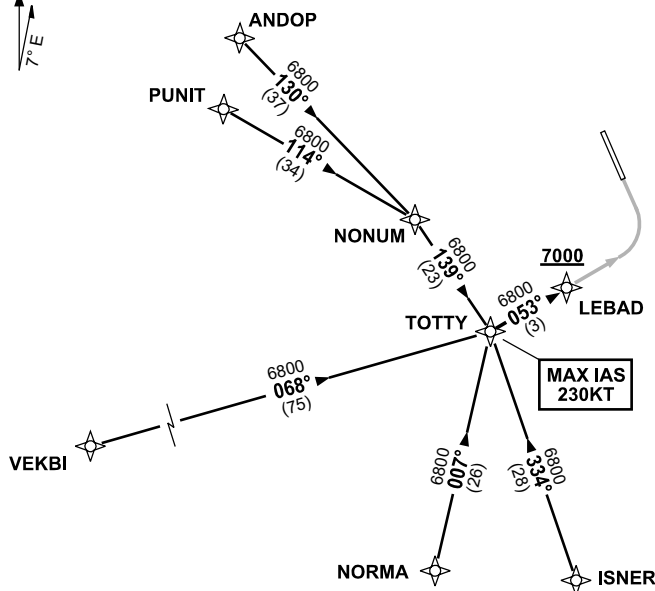 7° E
ANDOP
6800
130°
(37)
PUNIT
6800
114°
(34)
NONUM
6800
139°
(23)
7000
6800
053°
(3)
LEBAD
TOTTY
MAX IAS
230KT
6800
068°
(75)
VEKBI
6800
007°
(26)
6800
334°
(28)
NORMA
ISNER